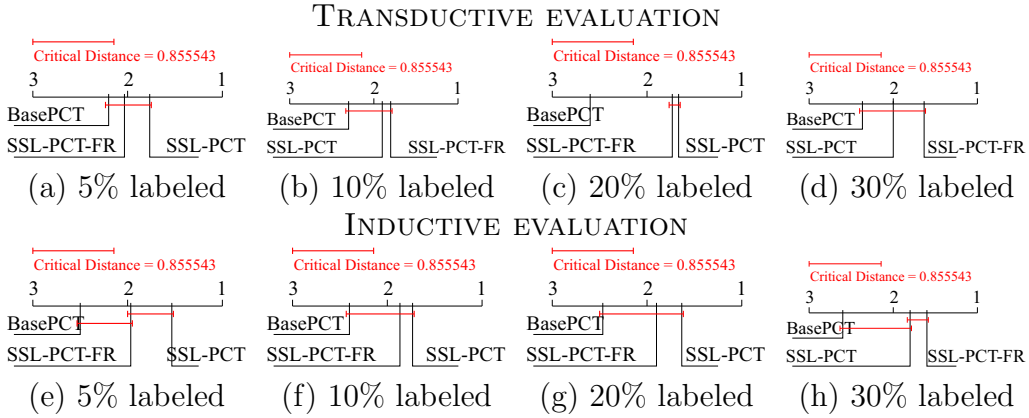 TRANSDUCTIVE EVALUATION
Critical Distance = 0.855543
3 2 1
BasePCT
SSL-PCT-FR SSL-PCT
(a) 5% labeled
Critical Distance = 0.855543
3 2 1
BasePCT
SSL-PCT SSL-PCT-FR
(b) 10% labeled
Critical Distance = 0.855543
3 2 1
BasePCT
SSL-PCT-FR SSL-PCT
(c) 20% labeled
Critical Distance = 0.855543
3 2 1
BasePCT
SSL-PCT SSL-PCT-FR
(d) 30% labeled
INDUCTIVE EVALUATION
Critical Distance = 0.855543
3 2 1
BasePCT
SSL-PCT-FR SSL-PCT
(e) 5% labeled
Critical Distance = 0.855543
3 2 1
BasePCT
SSL-PCT-FR SSL-PCT
(f) 10% labeled
Critical Distance = 0.855543
3 2 1
BasePCT
SSL-PCT-FR SSL-PCT
(g) 20% labeled
Critical Distance = 0.855543
3 2 1
BasePCT
SSL-PCT SSL-PCT-FR
(h) 30% labeled